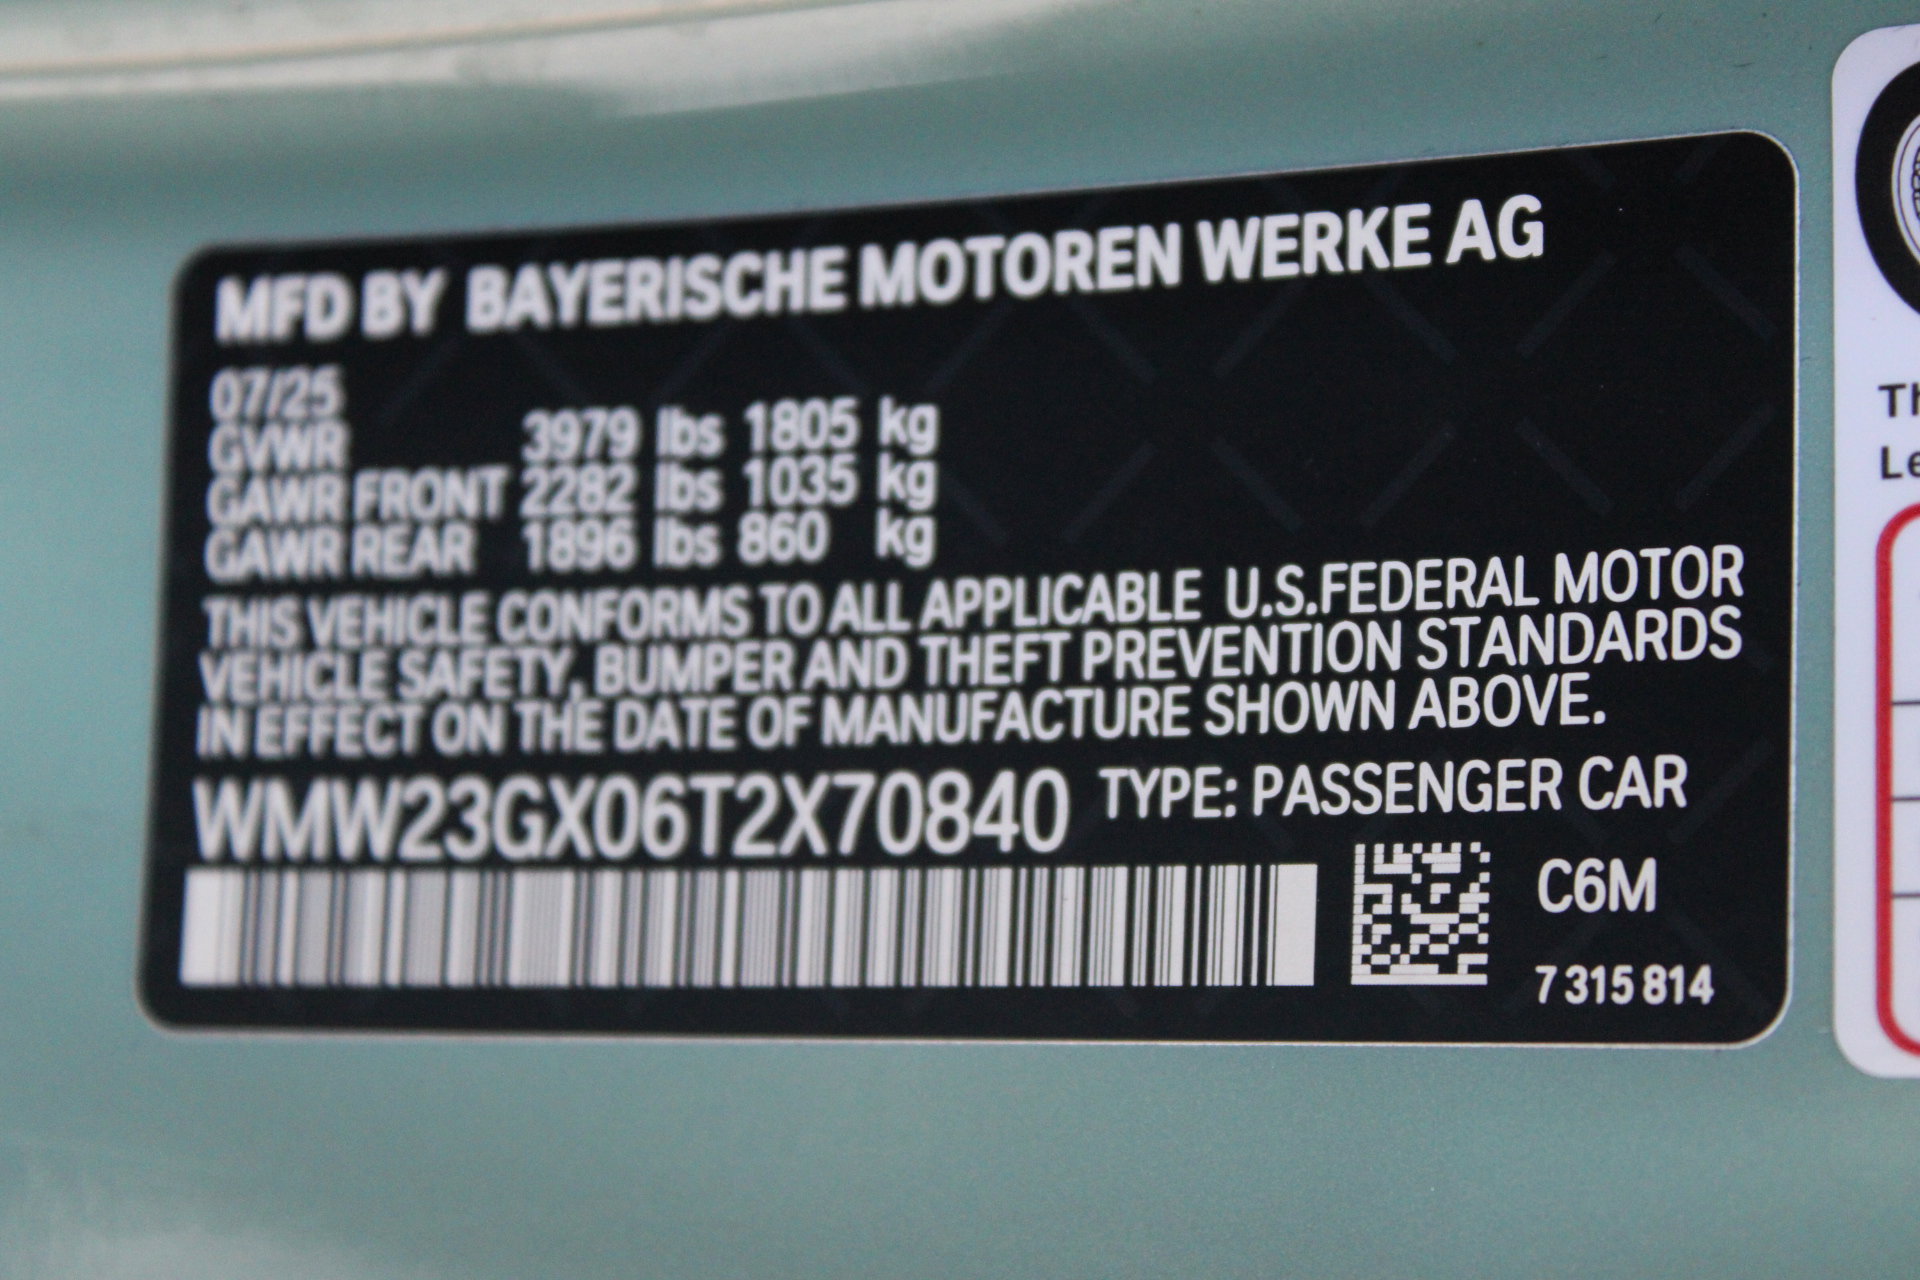 MFD BY BAYERISCHE MOTOREN WERKE AG
07/25
GVWR 3979 lbs 1805 kg
GAWR FRONT 2282 lbs 1035 kg
GAWR REAR 1896 lbs 860 kg
THIS VEHICLE CONFORMS TO ALL APPLICABLE U.S.FEDERAL MOTOR
VEHICLE SAFETY, BUMPER AND THEFT PREVENTION STANDARDS
IN EFFECT ON THE DATE OF MANUFACTURE SHOWN ABOVE.
WMW23GX06T2X70840 TYPE: PASSENGER CAR
C6M
7 315 814